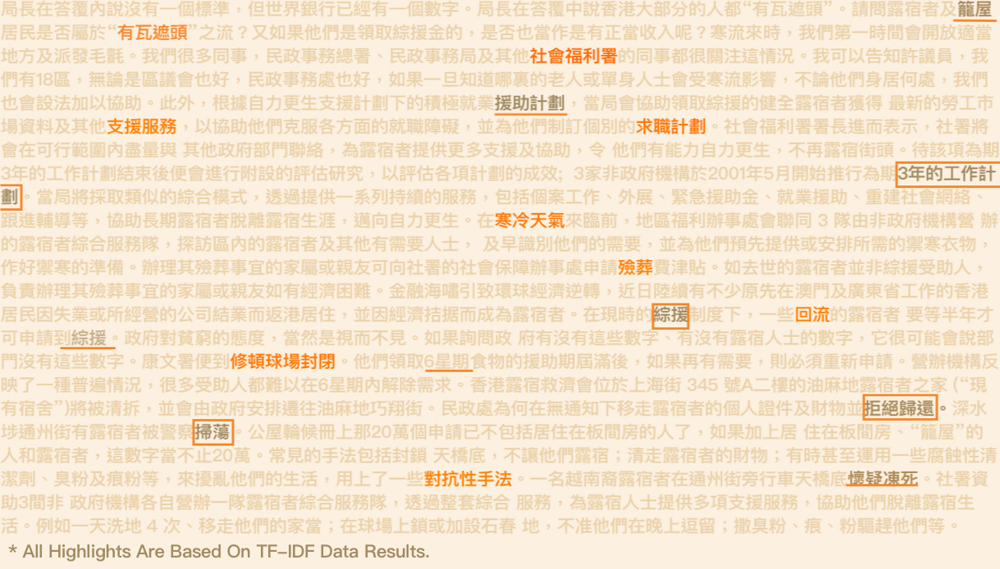 局長在答覆內說沒有一個標準，但世界銀行已經有一個數字。局長在答覆中說香港大部分的人都“有瓦遮頭”。請問露宿者及籠屋
居民是否屬於“有瓦遮頭”之流？又如果他們是領取綜援金的，是否也當作是有正當收入呢？寒流來時，我們第一時間會開放適當
地方及派發毛氈。我們很多同事，民政事務總署、民政事務局及其他社會福利署的同事都很關注這情況。我可以告知評議員，我
們有18區，無論是區議會也好，民政事務處也好，如果一旦知道哪裏的老人或單身人士會受寒流影響，不論他們身居何處，我們
也會設法加以協助。此外，根據自力更生支援計劃下的積極就業援助計劃，當局會協助領取綜援的健全露宿者獲得 最新的勞工市
場資料及其他支援服務，以協助他們克服各方面的就職障礙，並為他們制訂個別的求職計劃。社會福利署署長進而表示，社署將
會在可行範圍內盡量與 其他政府部門聯絡，為露宿者提供更多支援及協助，令 他們有能力自力更生，不再露宿街頭。待該項為期
3年的工作計劃結束後便會進行附設的評估研究，以評估各項計劃的成效; 3家非政府機構於2001年5月開始推行為期3年的工作計
劃。當局將採取類似的綜合模式，透過提供一系列持續的服務，包括個案工作、外展、緊急援助金、就業援助、重建社會網絡、
跟進輔導等，協助長期露宿者脫離露宿生涯，邁向自力更生。在寒冷天氣來臨前，地區福利辦事處會聯同 3 隊由非政府機構營 辦
的露宿者綜合服務隊，探訪區內的露宿者及其他有需要人士， 及早識別他們的需要，並為他們預先提供或安排所需的禦寒衣物，
作好禦寒的準備。辦理其殮葬事宜的家屬或親友可向社署的社會保障辦事處申請殮葬費津貼。如去世的露宿者並非綜援受助人，
負責辦理其殮葬事宜的家屬或親友如有經濟困難。金融海嘯引致環球經濟逆轉，近日陸續有不少原先在澳門及廣東省工作的香港
居民因失業或所經營的公司結業而返港居住，並因經濟拮据而成為露宿者。在現時的綜援制度下，一些回流的露宿者 要等半年才
可申請到綜援。政府對貧窮的態度，當然是視而不見。如果詢問政 府有沒有這些數字、有沒有露宿人士的數字，它很可能會說部
門沒有這些數字。康文署便到修頓球場封閉。他們領取6星期食物的援助期屆滿後，如果再有需要，則必須重新申請。營辦機構反
映了一種普遍情況，很多受助人都難以在6星期內解除需求。香港露宿救濟會位於上海街 345 號A二樓的油麻地露宿者之家 (“現
有宿舍”)將被清拆，並會由政府安排遷往油麻地巧翔街。民政處為何在無通知下移走露宿者的個人證件及財物並拒絕歸還。深水
埗通州街有露宿者被警察掃蕩。公屋輪候冊上那20萬個申請已不包括居住在板間房的人了，如果加上居 住在板間房、“籠屋”的
人和露宿者，這數字當不止20萬。常見的手法包括封鎖 天橋底，不讓他們露宿；清走露宿者的財物；有時甚至運用一些腐蝕性清
潔劑、臭粉及痕粉等，來擾亂他們的生活，用上了一些對抗性手法。一名越南裔露宿者在通州街旁行車天橋底懷疑凍死。社署資
助3間非 政府機構各自營辦一隊露宿者綜合服務隊，透過整套綜合 服務，為露宿人士提供多項支援服務，協助他們脫離露宿生
活。例如一天洗地 4 次、移走他們的家當；在球場上鎖或加設石春 地，不准他們在晚上逗留；撒臭粉、痕、粉驅趕他們等。
* All Highlights Are Based On TF–IDF Data Results.